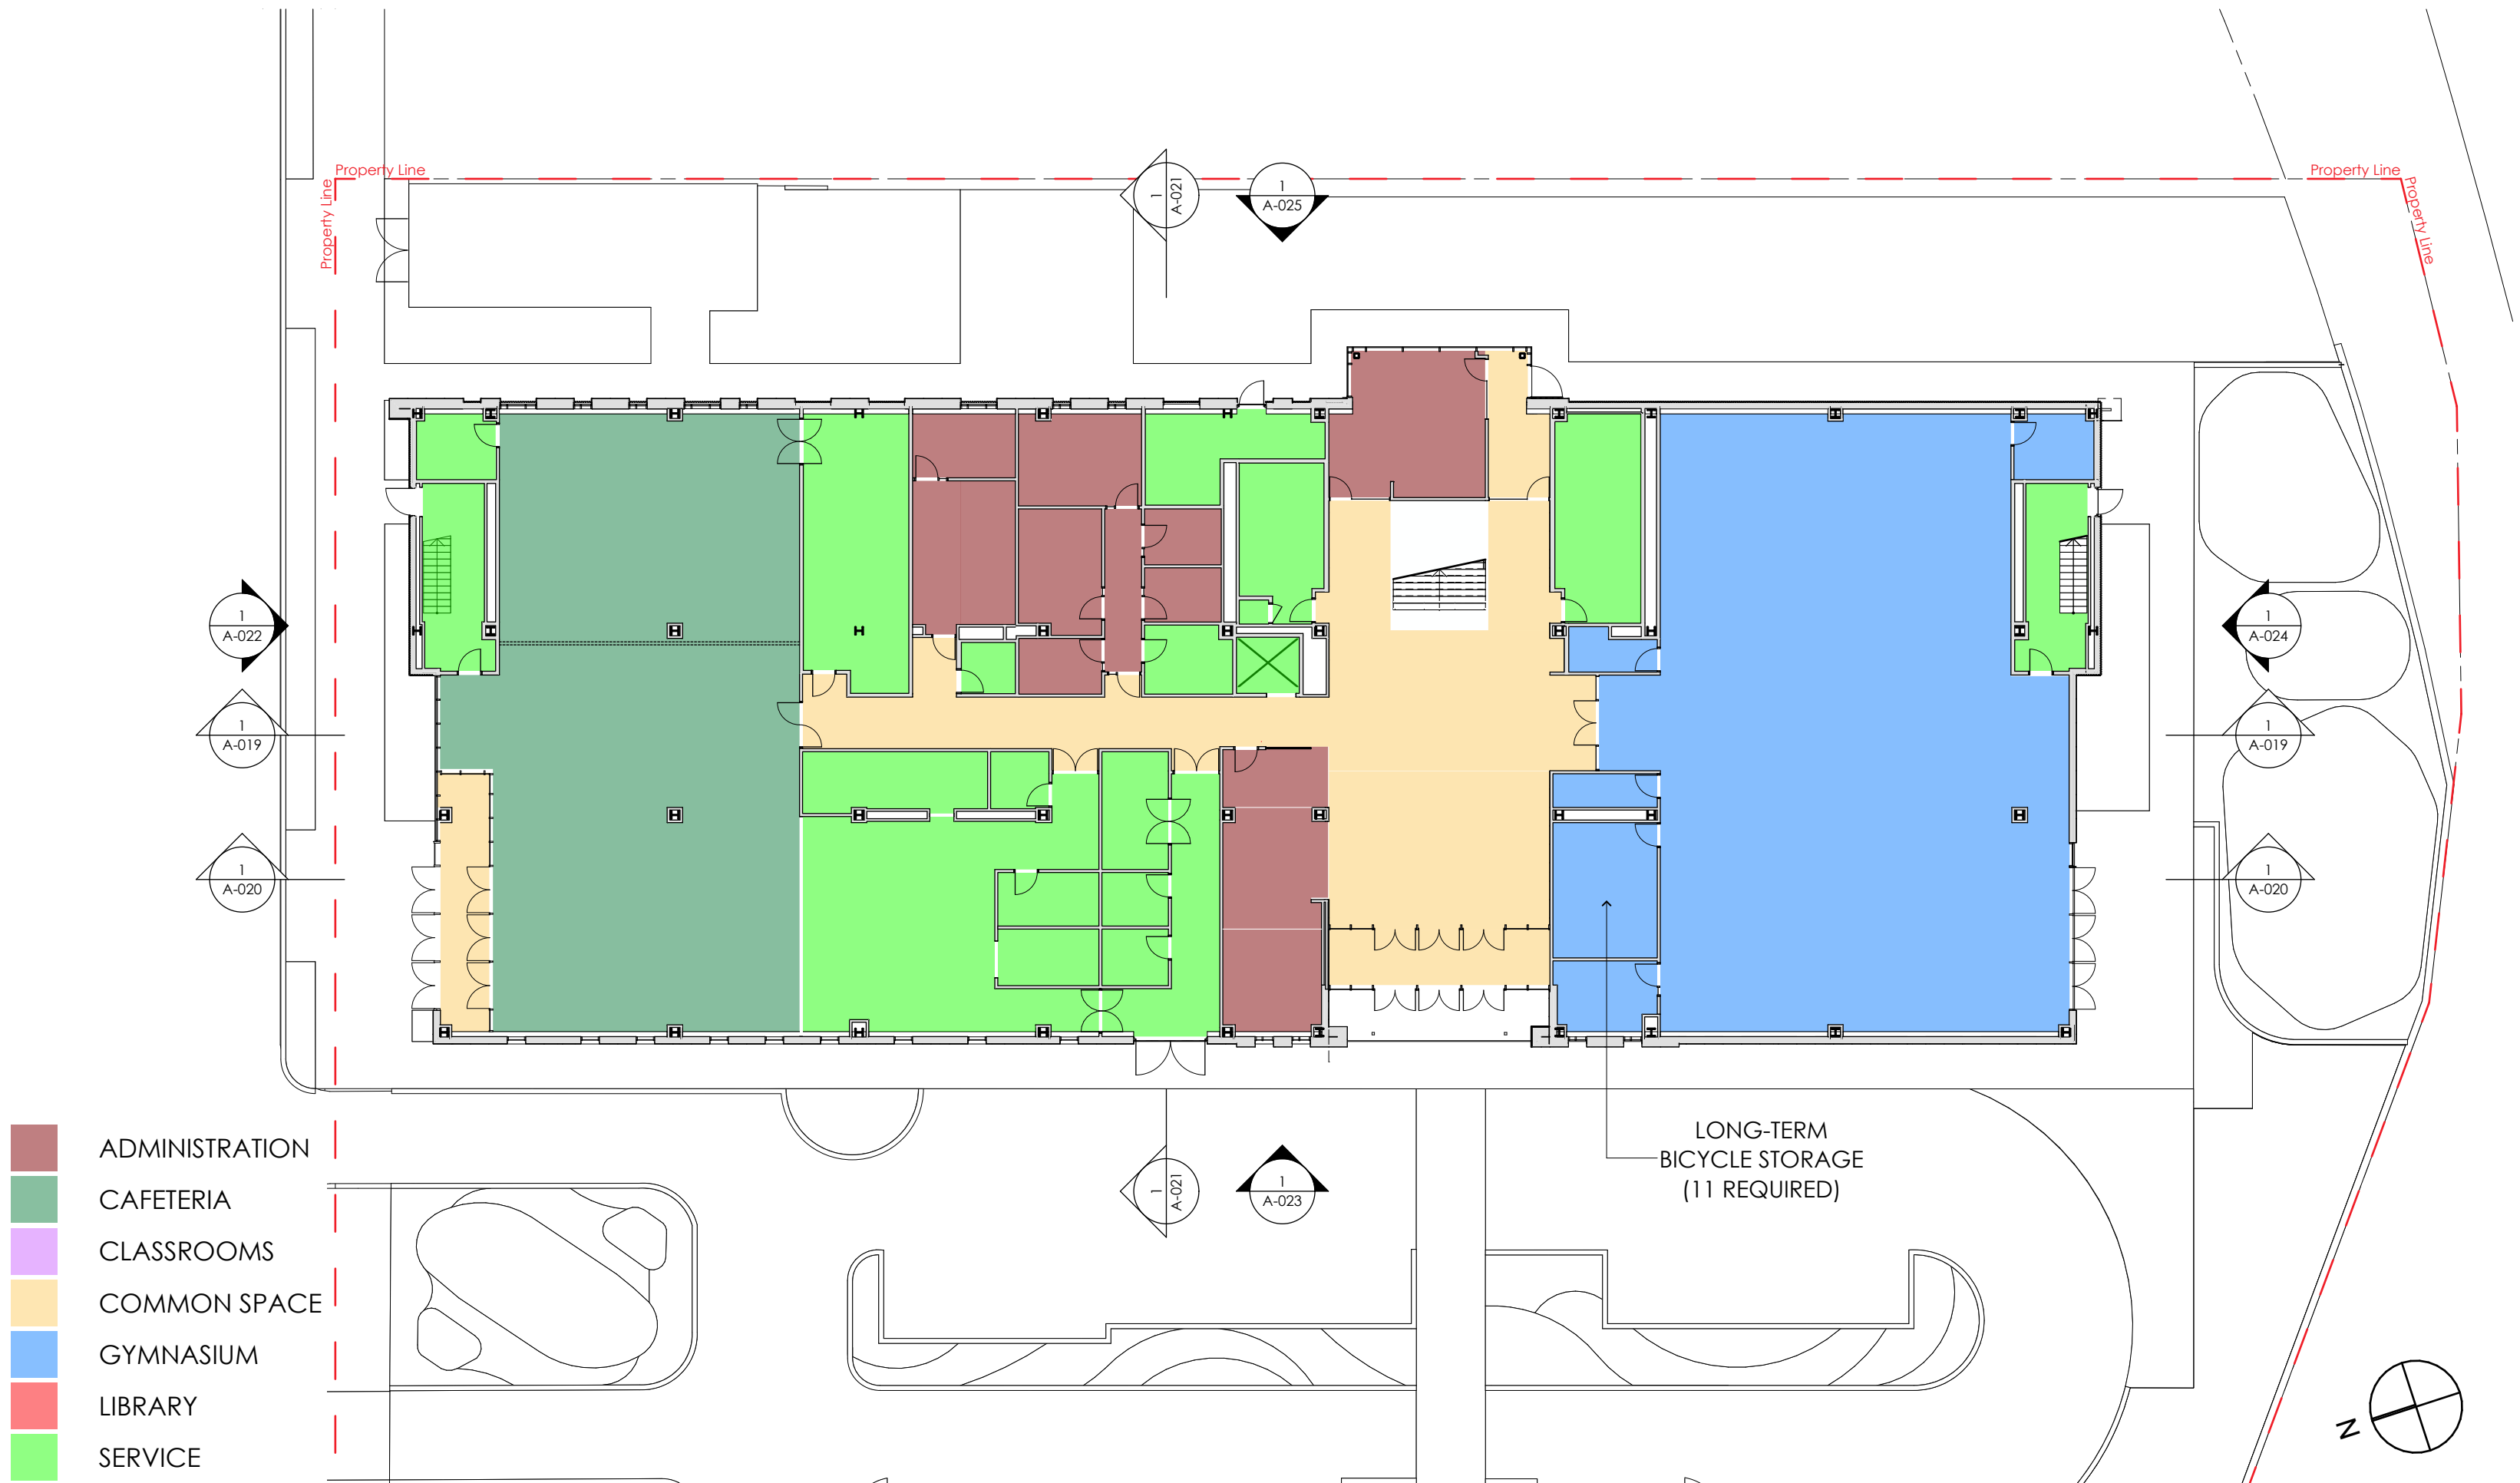 Property Line
Property Line
Property Line
Property Line
1
A-021
1
A-025
1
A-022
1
A-024
1
A-019
1
A-019
1
A-020
1
A-020
1
A-021
1
A-023
LONG-TERM
BICYCLE STORAGE
(11 REQUIRED)
ADMINISTRATION
CAFETERIA
CLASSROOMS
COMMON SPACE
GYMNASIUM
LIBRARY
SERVICE
N